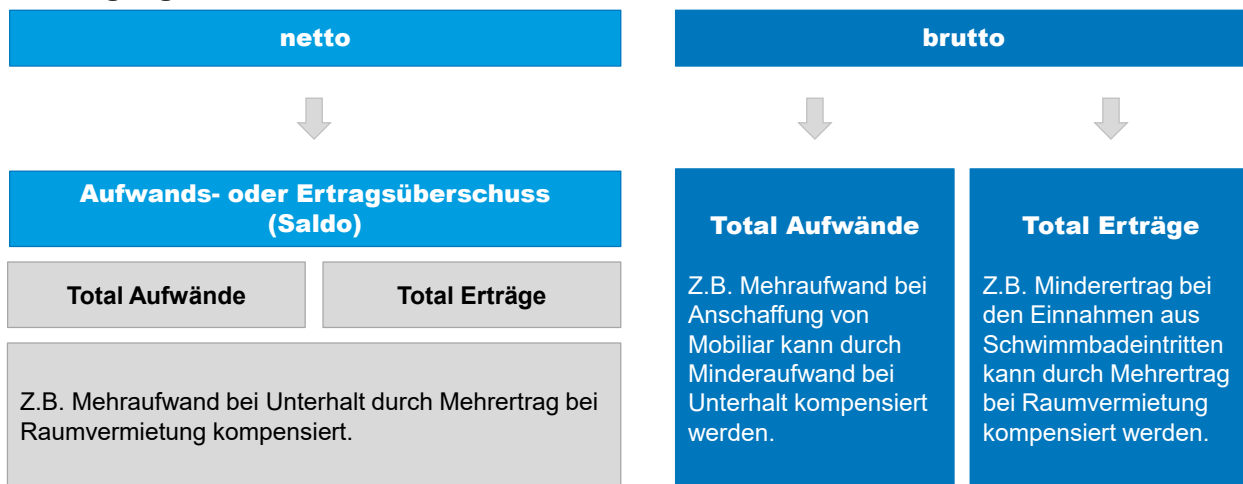 netto
Aufwands- oder Ertragsüberschuss
(Saldo)
Total Aufwände
Total Erträge
Z.B. Mehraufwand bei Unterhalt durch Mehrertrag bei
Raumvermietung kompensiert.
brutto
Total Aufwände
Z.B. Mehraufwand bei
Anschaffung von
Mobiliar kann durch
Minderaufwand bei
Unterhalt kompensiert
werden.
Total Erträge
Z.B. Minderertrag bei
den Einnahmen aus
Schwimmbadeintritten
kann durch Mehrertrag
bei Raumvermietung
kompensiert werden.